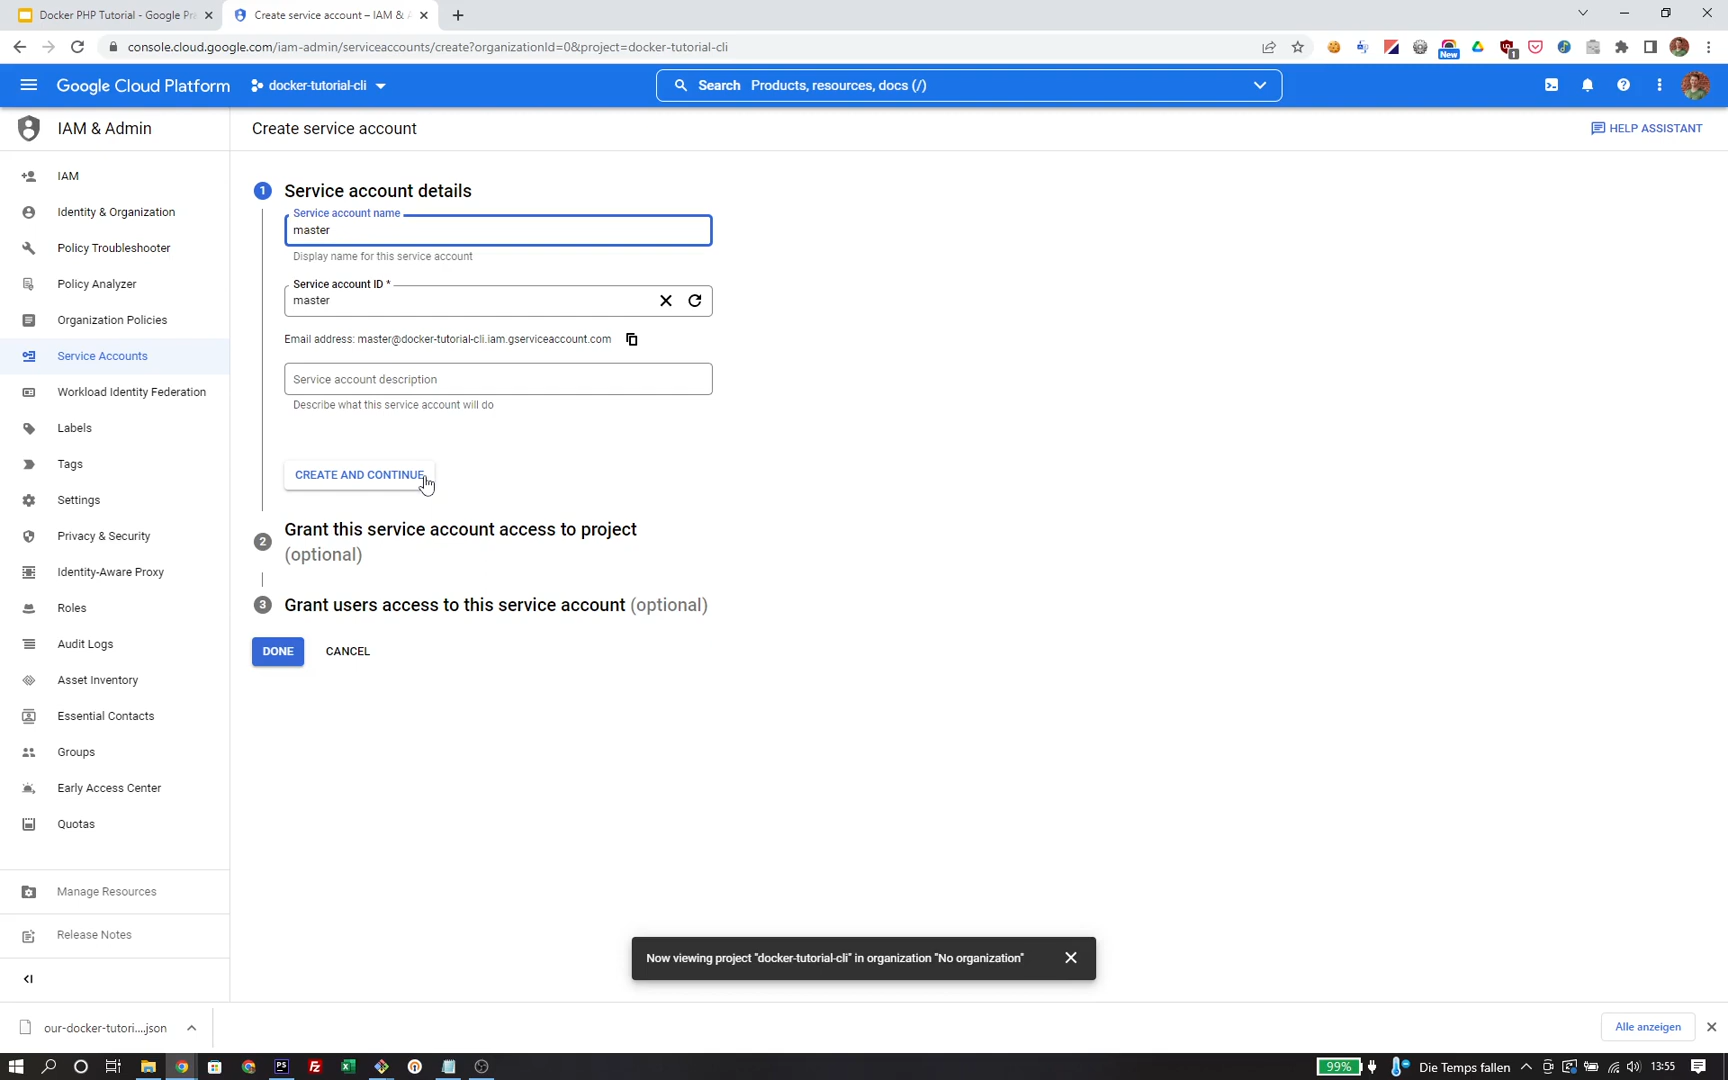 Docker PHP Tutorial - Google Pr
Create service account – IAM &
console.cloud.google.com/iam-admin/serviceaccounts/create?organizationId=0&project=docker-tutorial-cli
New
1
Google Cloud Platform
docker-tutorial-cli
Search Products, resources, docs (/)
IAM & Admin
Create service account
HELP ASSISTANT
IAM
Identity & Organization
Policy Troubleshooter
Policy Analyzer
Organization Policies
Service Accounts
Workload Identity Federation
Labels
Tags
Settings
Privacy & Security
Identity-Aware Proxy
Roles
Audit Logs
Asset Inventory
Essential Contacts
Groups
Early Access Center
Quotas
Manage Resources
Release Notes
1 Service account details
Service account name
master
Display name for this service account
Service account ID *
master
Email address: master@docker-tutorial-cli.iam.gserviceaccount.com
Service account description
Describe what this service account will do
CREATE AND CONTINUE
2 Grant this service account access to project
(optional)
3 Grant users access to this service account (optional)
DONE
CANCEL
Now viewing project "docker-tutorial-cli" in organization "No organization"
our-docker-tutori....json
Alle anzeigen
PS
99%
Die Temps fallen
13:55